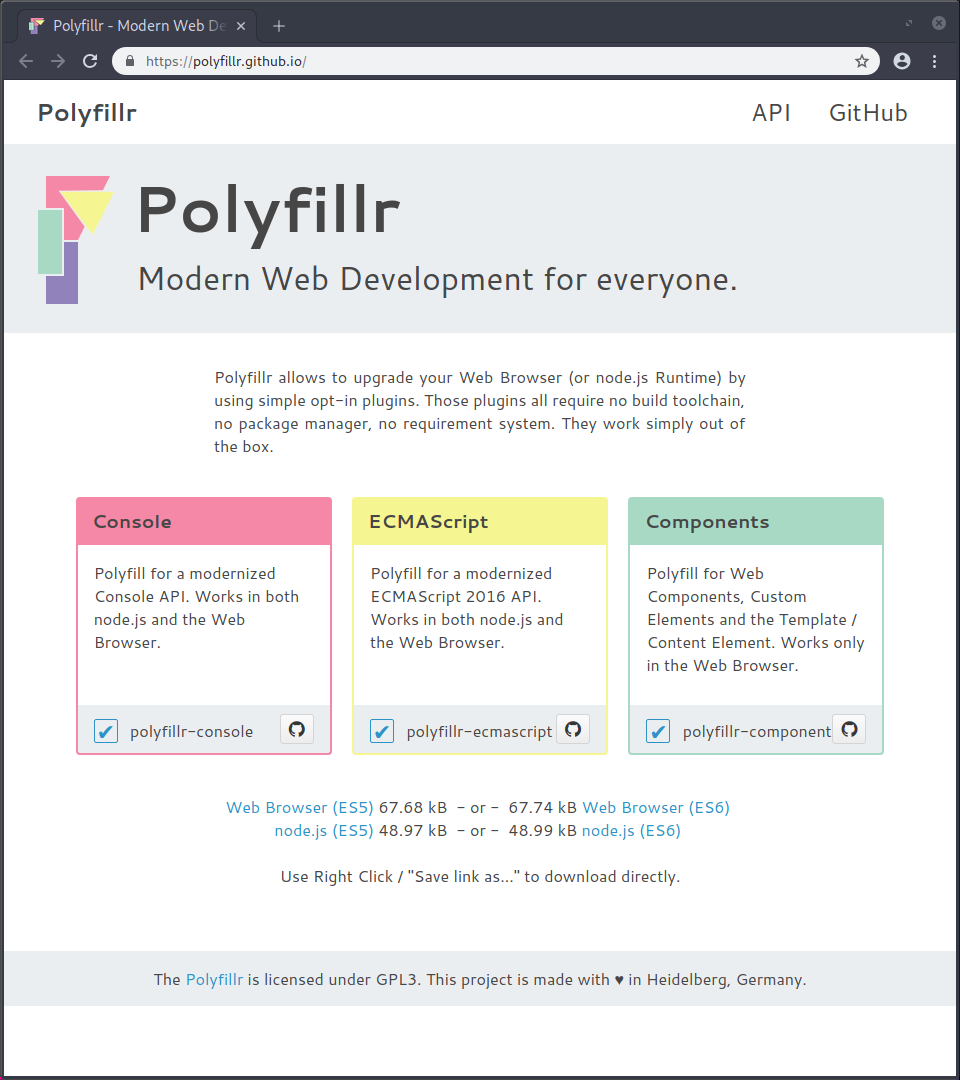 Polyfillr - Modern Web De
https://polyfillr.github.io/
Polyfillr
API
GitHub
Polyfillr
Modern Web Development for everyone.
Polyfillr allows to upgrade your Web Browser (or node.js Runtime) by
using simple opt-in plugins. Those plugins all require no build toolchain,
no package manager, no requirement system. They work simply out of
the box.
Console
Polyfill for a modernized
Console API. Works in both
node.js and the Web
Browser.
polyfillr-console
ECMAScript
Polyfill for a modernized
ECMAScript 2016 API.
Works in both node.js and
the Web Browser.
polyfillr-ecmascript
Components
Polyfill for Web
Components, Custom
Elements and the Template /
Content Element. Works only
in the Web Browser.
polyfillr-component
Web Browser (ES5) 67.68 kB - or - 67.74 kB Web Browser (ES6)
node.js (ES5) 48.97 kB - or - 48.99 kB node.js (ES6)
Use Right Click / "Save link as..." to download directly.
The Polyfillr is licensed under GPL3. This project is made with ♥ in Heidelberg, Germany.